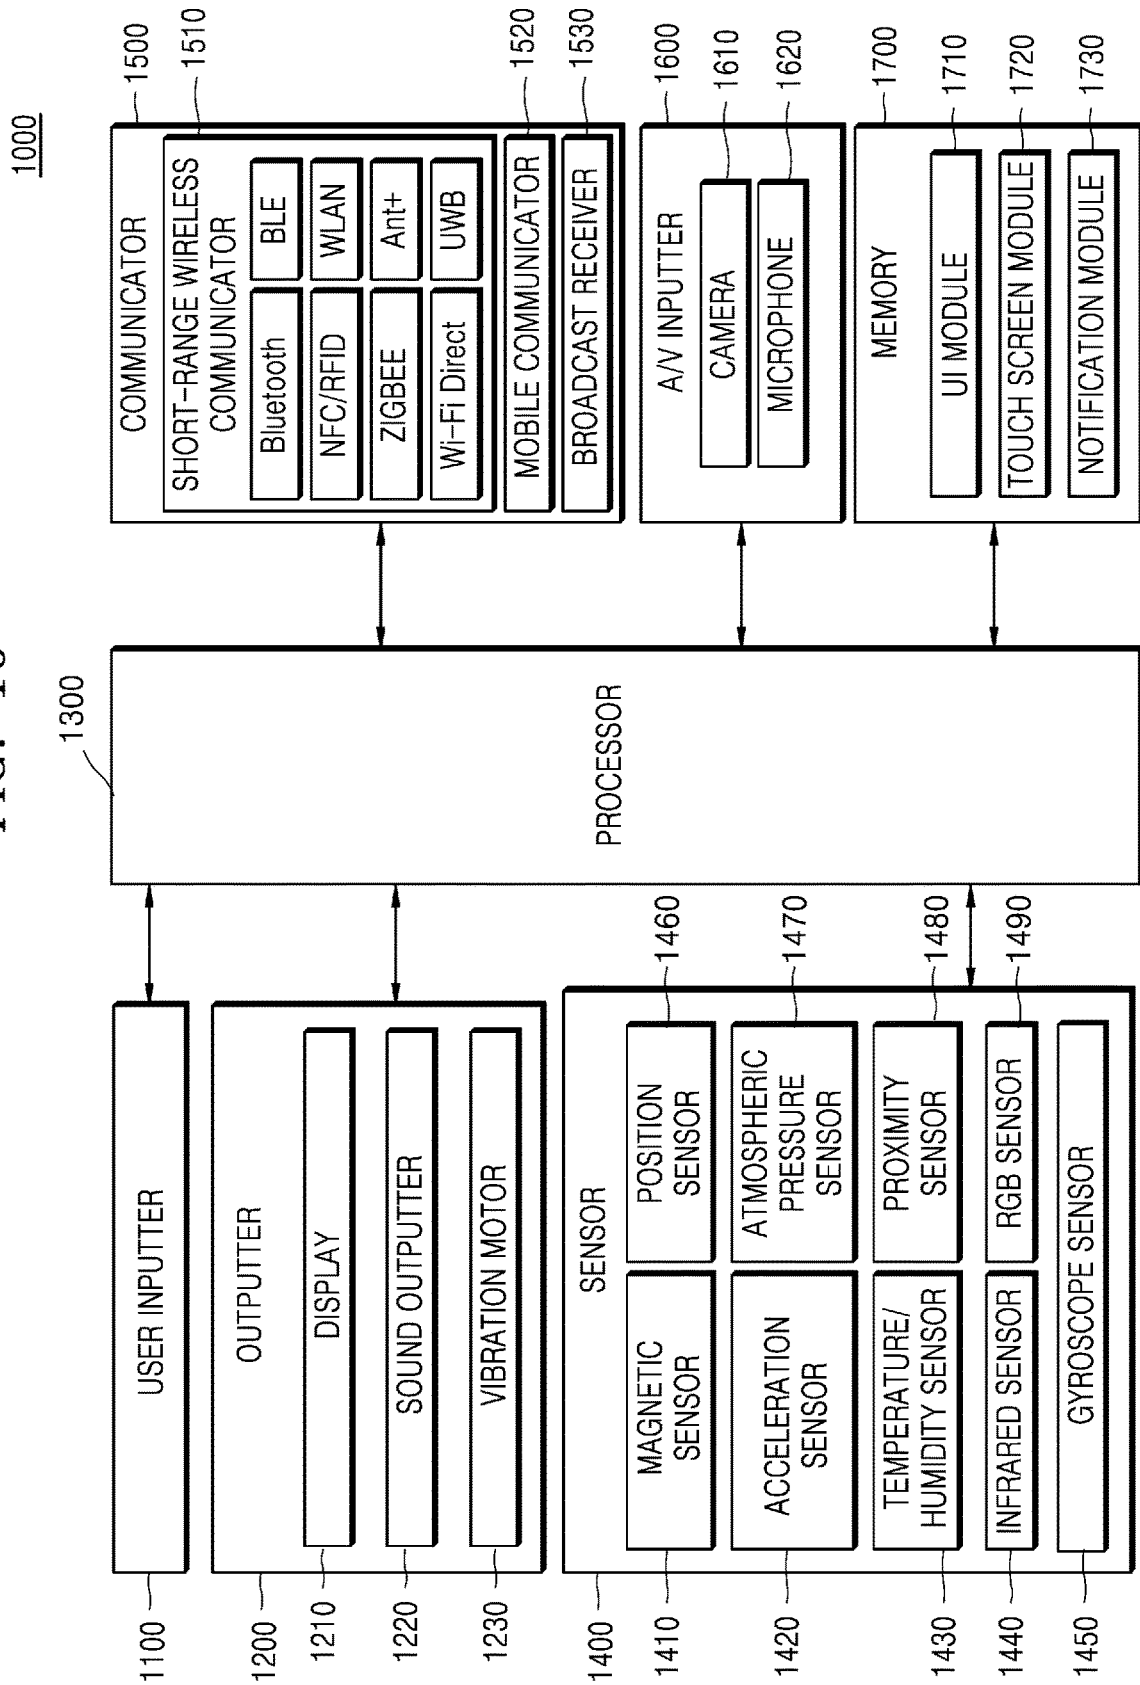 1000
1100
USER INPUTTER
1200
OUTPUTTER
1210
DISPLAY
1220
SOUND OUTPUTTER
1230
VIBRATION MOTOR
1400
SENSOR
1410
MAGNETIC
SENSOR
POSITION
SENSOR
1460
1420
ACCELERATION
SENSOR
ATMOSPHERIC
PRESSURE
SENSOR
1470
1430
TEMPERATURE/
HUMIDITY SENSOR
PROXIMITY
SENSOR
1480
1440
INFRARED SENSOR
RGB SENSOR
1490
1450
GYROSCOPE SENSOR
1300
PROCESSOR
1500
COMMUNICATOR
1510
SHORT-RANGE WIRELESS
COMMUNICATOR
Bluetooth
BLE
NFC/RFID
WLAN
ZIGBEE
Ant+
Wi-Fi Direct
UWB
MOBILE COMMUNICATOR
1520
BROADCAST RECEIVER
1530
1600
A/V INPUTTER
CAMERA
1610
MICROPHONE
1620
1700
MEMORY
UI MODULE
1710
TOUCH SCREEN MODULE
1720
NOTIFICATION MODULE
1730